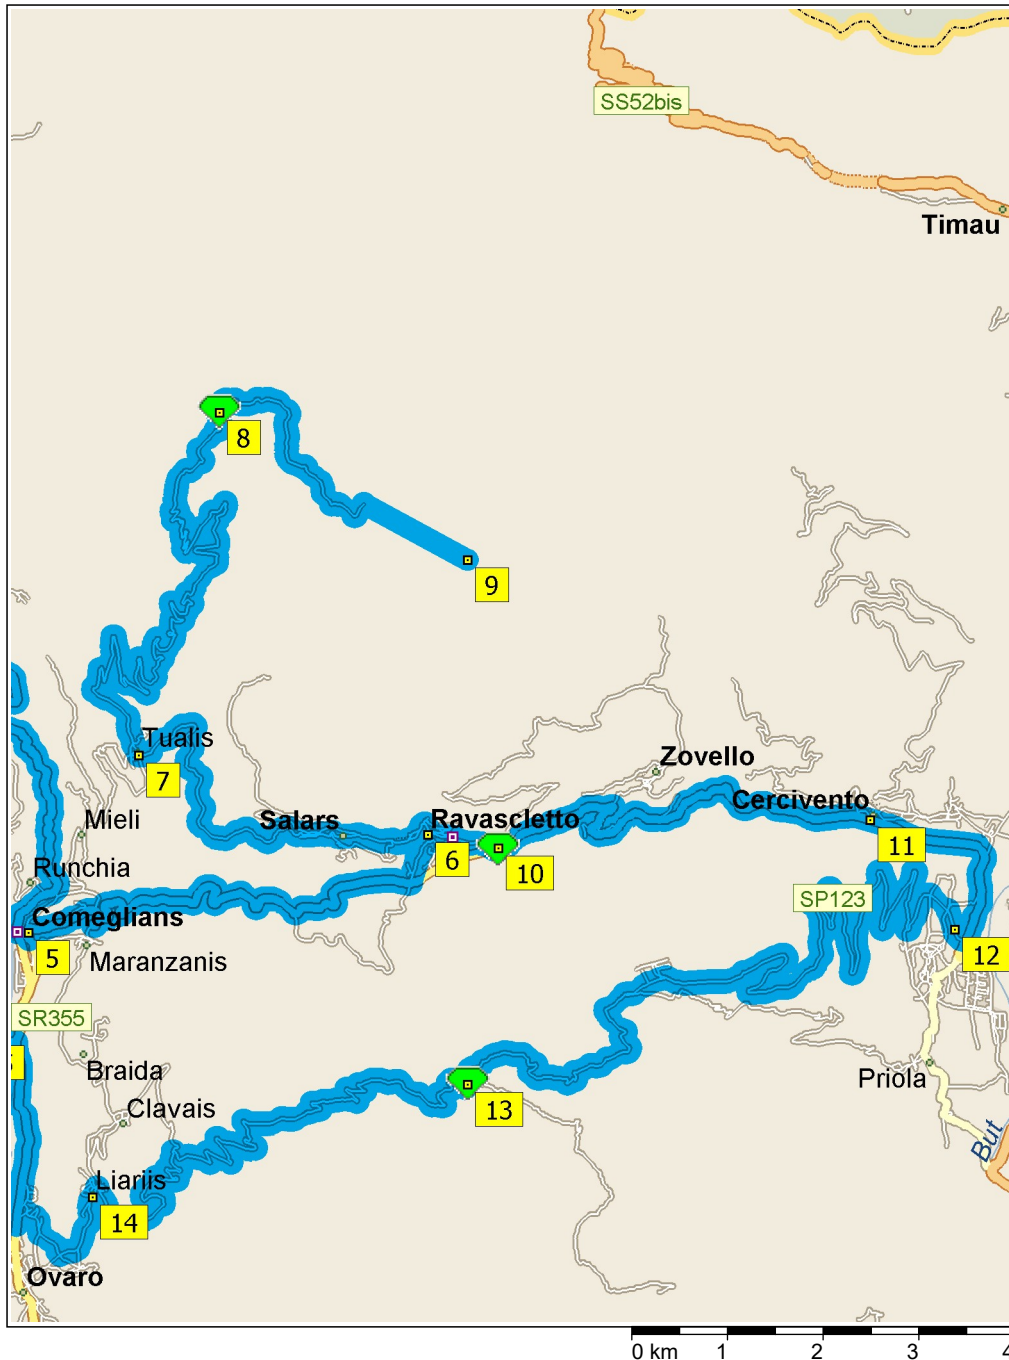 SS52bis
Timau
8
9
Tualis
7
Zovello
Mieli
Salars
Ravascletto
Cercivento
6
10
11
Runchia
SP123
Comeglians
5
Maranzanis
12
SR355
Braida
Priola
13
Clavais
But
Liariis
14
Ovaro
0 km 1 2 3 4